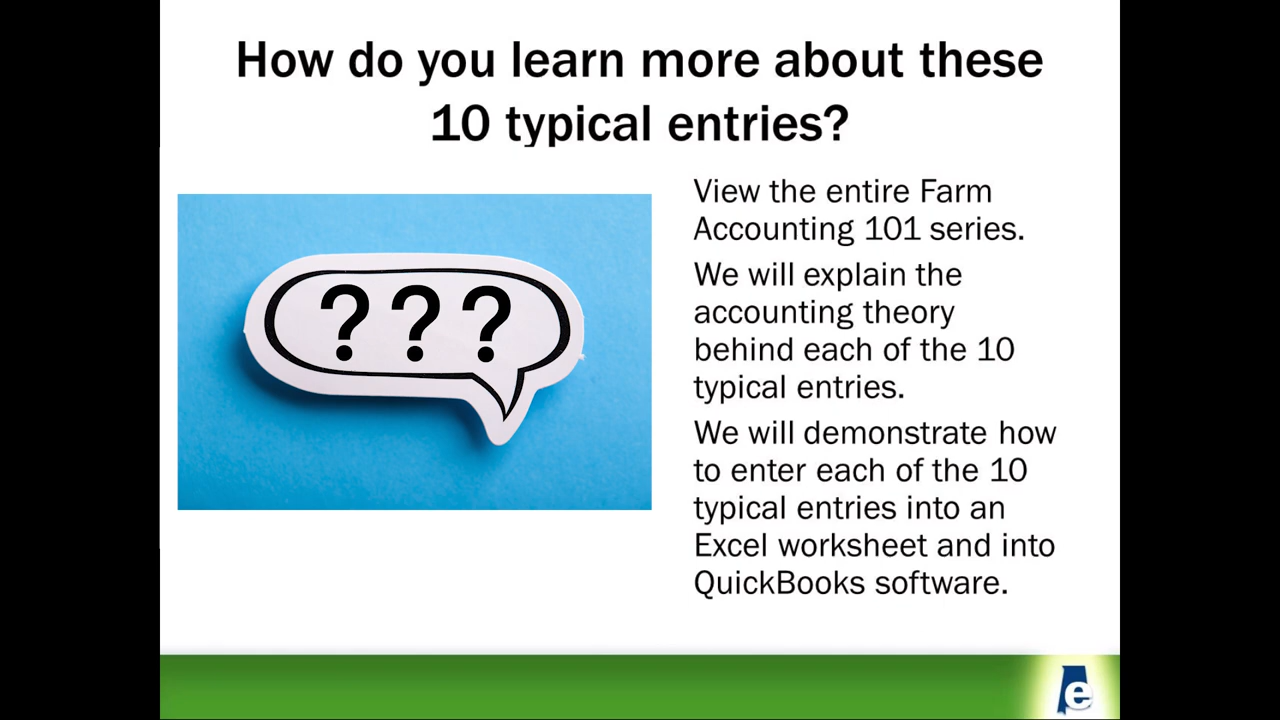 How do you learn more about these
10 typical entries?
? ? ?
View the entire Farm
Accounting 101 series.
We will explain the
accounting theory
behind each of the 10
typical entries.
We will demonstrate how
to enter each of the 10
typical entries into an
Excel worksheet and into
QuickBooks software.
e